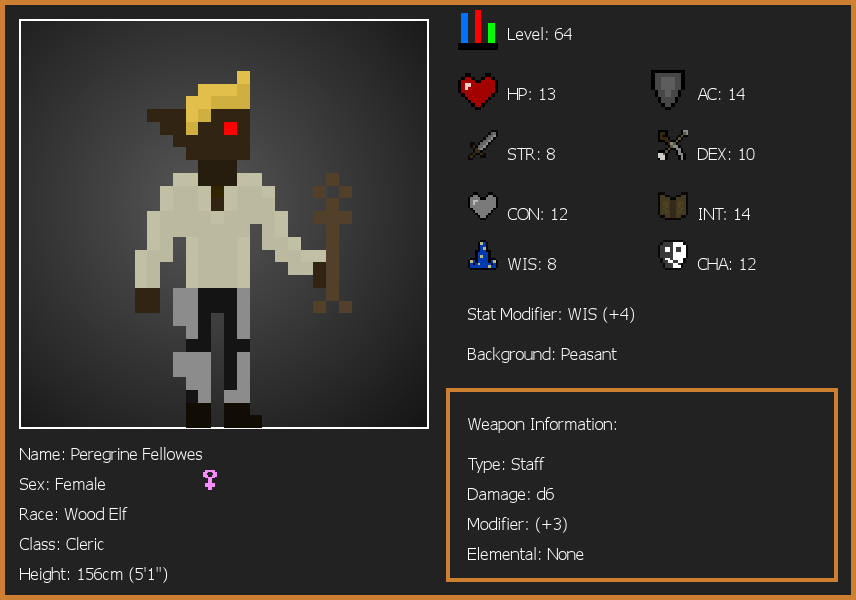 Level: 64
HP: 13
AC: 14
STR: 8
DEX: 10
CON: 12
INT: 14
WIS: 8
CHA: 12
Stat Modifier: WIS (+4)
Background: Peasant
Weapon Information:
Type: Staff
Damage: d6
Modifier: (+3)
Elemental: None
Name: Peregrine Fellowes
Sex: Female
Race: Wood Elf
Class: Cleric
Height: 156cm (5'1")